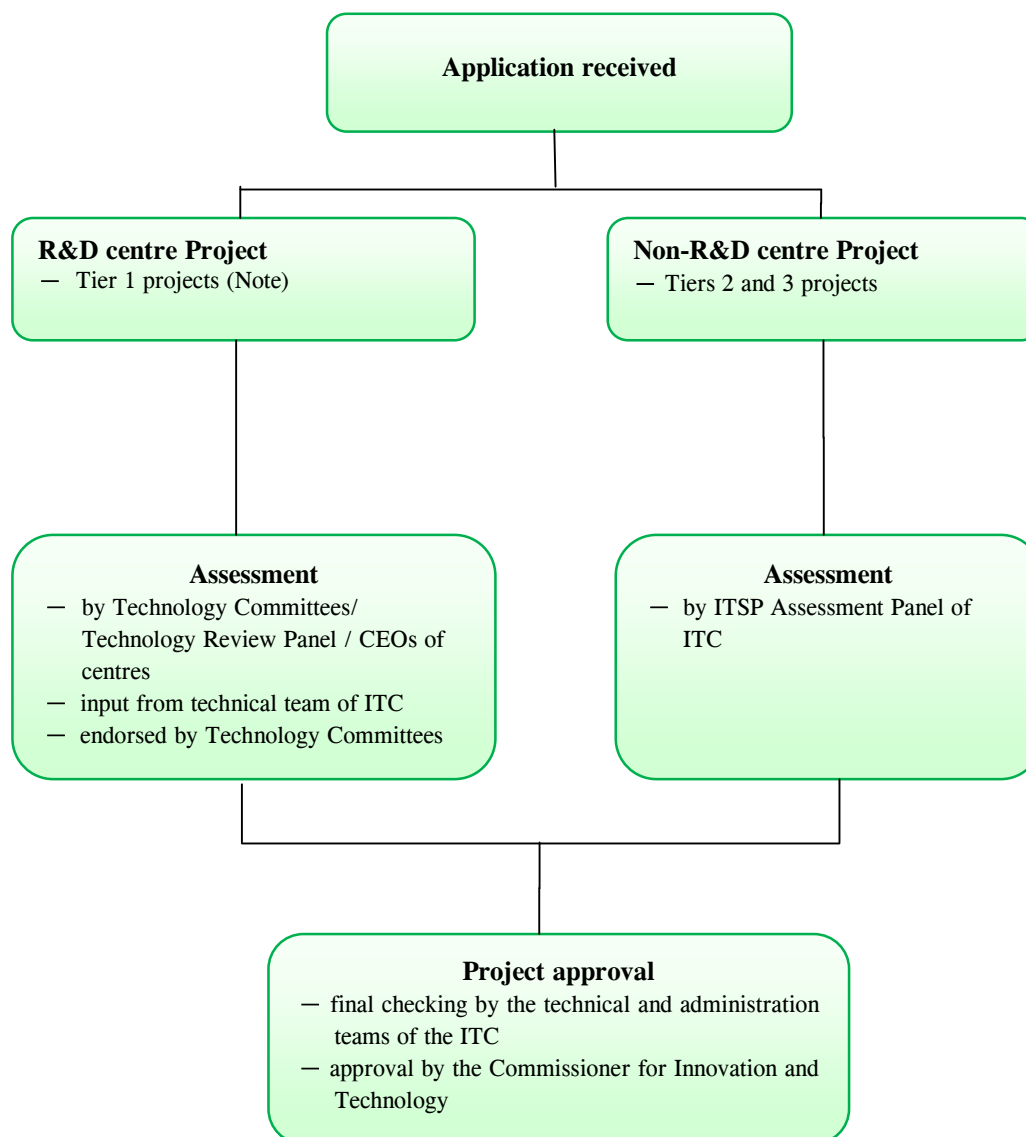 Application received
R&D centre Project
— Tier 1 projects (Note)
Non-R&D centre Project
— Tiers 2 and 3 projects
Assessment
— by Technology Committees/
Technology Review Panel / CEOs of
centres
— input from technical team of ITC
— endorsed by Technology Committees
Assessment
— by ITSP Assessment Panel of
ITC
Project approval
— final checking by the technical and administration
teams of the ITC
— approval by the Commissioner for Innovation and
Technology